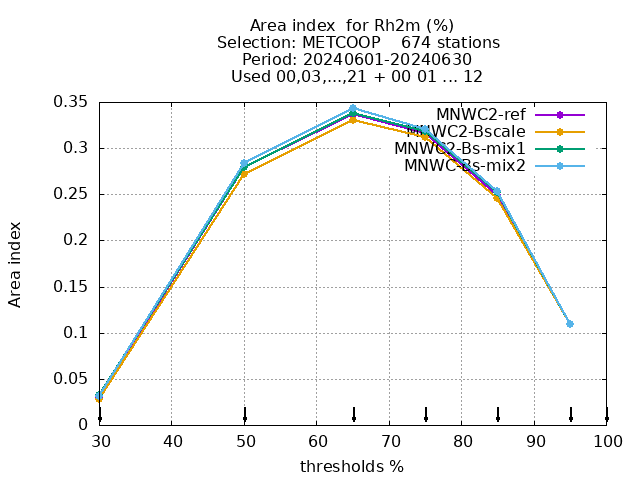 Area index  for Rh2m (%)
Selection: METCOOP    674 stations
Period: 20240601-20240630
Used 00,03,...,21 + 00 01 ... 12
MNWC2-ref
MNWC2-Bscale
MNWC2-Bs-mix1
MNWC-Bs-mix2
Area index
0.35
0.3
0.25
0.2
0.15
0.1
0.05
0
30 40 50 60 70 80 90 100
thresholds %